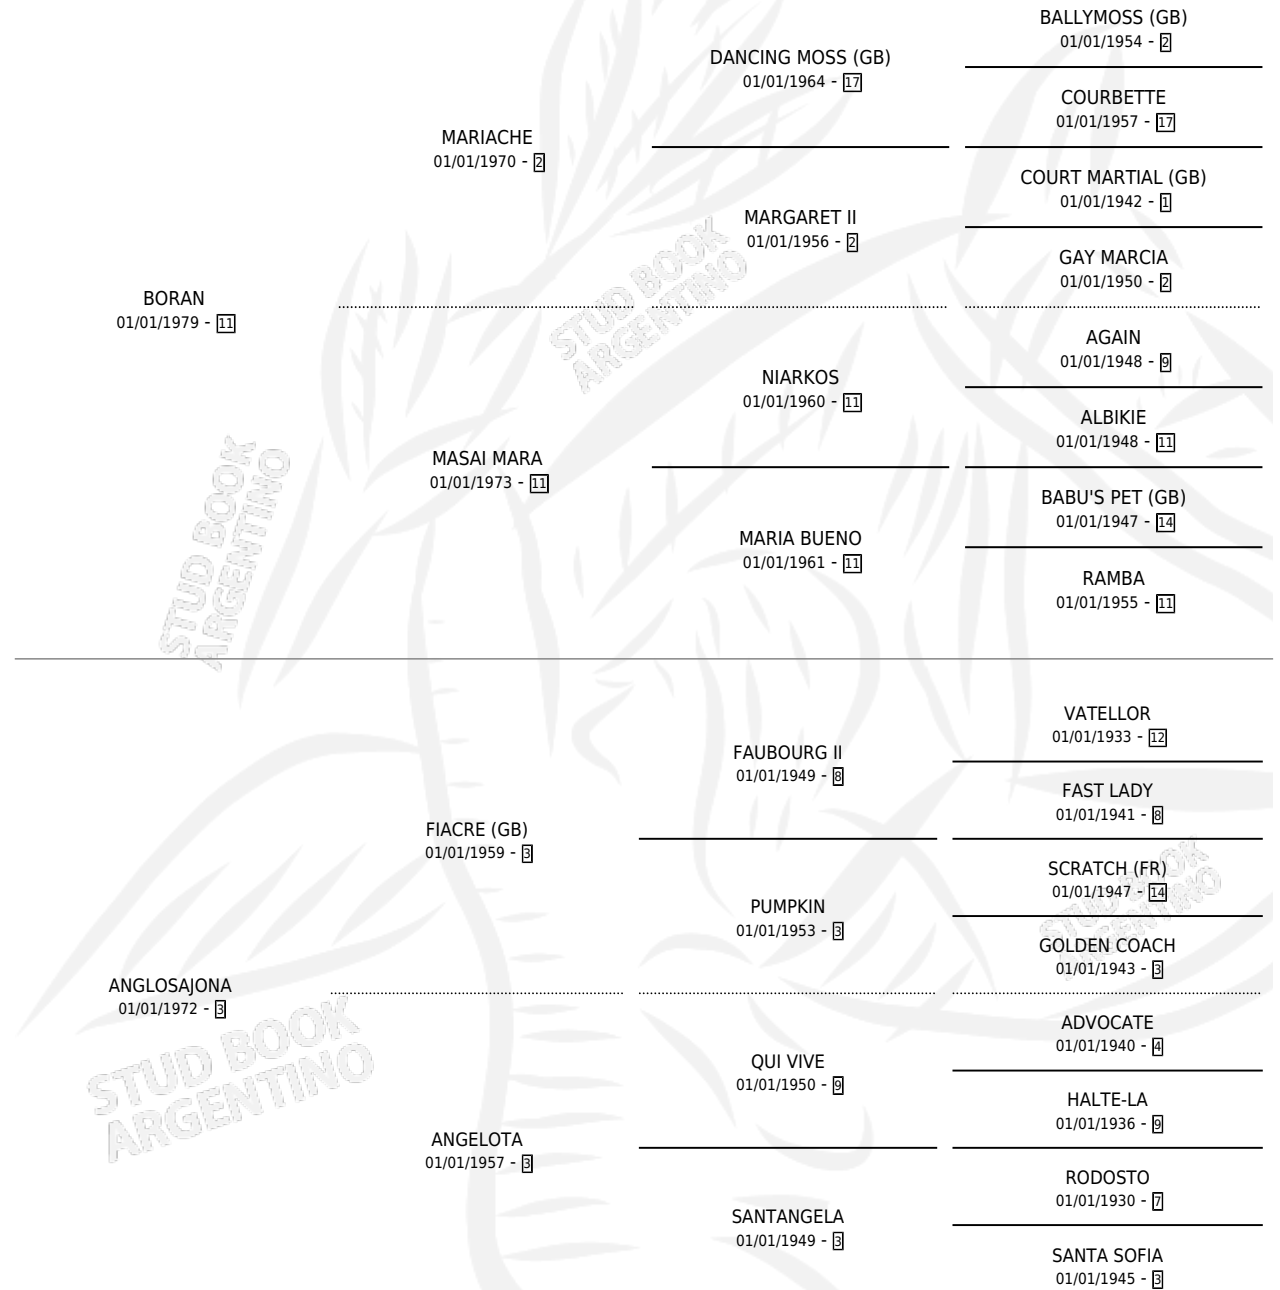 BALLYMOSS (GB)
01/01/1954 - 2
DANCING MOSS (GB)
01/01/1964 - 17
COURBETTE
01/01/1957 - 17
MARIACHE
01/01/1970 - 2
COURT MARTIAL (GB)
01/01/1942 - 1
MARGARET II
01/01/1956 - 2
GAY MARCIA
01/01/1950 - 2
BORAN
01/01/1979 - 11
AGAIN
01/01/1948 - 9
NIARKOS
01/01/1960 - 11
ALBIKIE
01/01/1948 - 11
MASAI MARA
01/01/1973 - 11
BABU'S PET (GB)
01/01/1947 - 14
MARIA BUENO
01/01/1961 - 11
RAMBA
01/01/1955 - 11
VATELLOR
01/01/1933 - 12
FAUBOURG II
01/01/1949 - 8
FAST LADY
01/01/1941 - 8
FIACRE (GB)
01/01/1959 - 3
SCRATCH (FR)
01/01/1947 - 14
PUMPKIN
01/01/1953 - 3
GOLDEN COACH
01/01/1943 - 3
ANGLOSAJONA
01/01/1972 - 3
ADVOCATE
01/01/1940 - 4
QUI VIVE
01/01/1950 - 9
HALTE-LA
01/01/1936 - 9
ANGELOTA
01/01/1957 - 3
RODOSTO
01/01/1930 - 7
SANTANGELA
01/01/1949 - 3
SANTA SOFIA
01/01/1945 - 3
STUD BOOK
ARGENTINO
STUD BOOK
ARGENTINO
STUD BOOK
ARGENTINO
STUD BOOK
ARGENTINO